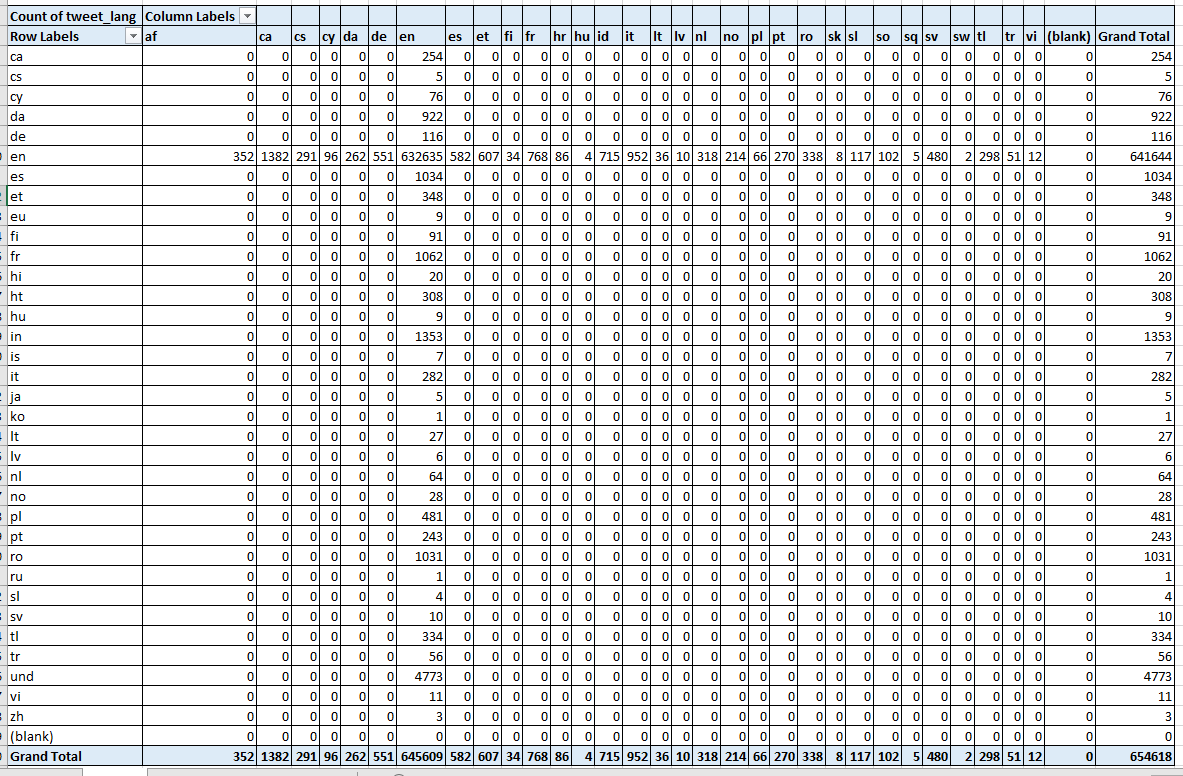 Count of tweet_lang Column Labels
Row Labels af ca cs cy da de en es et fi fr hr hu id it lt lv nl no pl pt ro sk sl so sq sv sw tl tr vi (blank) Grand Total
ca 0 0 0 0 0 0 254 0 0 0 0 0 0 0 0 0 0 0 0 0 0 0 0 0 0 0 0 0 0 0 0 0 254
cs 0 0 0 0 0 0 5 0 0 0 0 0 0 0 0 0 0 0 0 0 0 0 0 0 0 0 0 0 0 0 0 0 5
cy 0 0 0 0 0 0 76 0 0 0 0 0 0 0 0 0 0 0 0 0 0 0 0 0 0 0 0 0 0 0 0 0 76
da 0 0 0 0 0 0 922 0 0 0 0 0 0 0 0 0 0 0 0 0 0 0 0 0 0 0 0 0 0 0 0 0 922
de 0 0 0 0 0 0 116 0 0 0 0 0 0 0 0 0 0 0 0 0 0 0 0 0 0 0 0 0 0 0 0 0 116
en 352 1382 291 96 262 551 632635 582 607 34 768 86 4 715 952 36 10 318 214 66 270 338 8 117 102 5 480 2 298 51 12 0 641644
es 0 0 0 0 0 0 1034 0 0 0 0 0 0 0 0 0 0 0 0 0 0 0 0 0 0 0 0 0 0 0 0 0 1034
et 0 0 0 0 0 0 348 0 0 0 0 0 0 0 0 0 0 0 0 0 0 0 0 0 0 0 0 0 0 0 0 0 348
eu 0 0 0 0 0 0 9 0 0 0 0 0 0 0 0 0 0 0 0 0 0 0 0 0 0 0 0 0 0 0 0 0 9
fi 0 0 0 0 0 0 91 0 0 0 0 0 0 0 0 0 0 0 0 0 0 0 0 0 0 0 0 0 0 0 0 0 91
fr 0 0 0 0 0 0 1062 0 0 0 0 0 0 0 0 0 0 0 0 0 0 0 0 0 0 0 0 0 0 0 0 0 1062
hi 0 0 0 0 0 0 20 0 0 0 0 0 0 0 0 0 0 0 0 0 0 0 0 0 0 0 0 0 0 0 0 0 20
ht 0 0 0 0 0 0 308 0 0 0 0 0 0 0 0 0 0 0 0 0 0 0 0 0 0 0 0 0 0 0 0 0 308
hu 0 0 0 0 0 0 9 0 0 0 0 0 0 0 0 0 0 0 0 0 0 0 0 0 0 0 0 0 0 0 0 0 9
in 0 0 0 0 0 0 1353 0 0 0 0 0 0 0 0 0 0 0 0 0 0 0 0 0 0 0 0 0 0 0 0 0 1353
is 0 0 0 0 0 0 7 0 0 0 0 0 0 0 0 0 0 0 0 0 0 0 0 0 0 0 0 0 0 0 0 0 7
it 0 0 0 0 0 0 282 0 0 0 0 0 0 0 0 0 0 0 0 0 0 0 0 0 0 0 0 0 0 0 0 0 282
ja 0 0 0 0 0 0 5 0 0 0 0 0 0 0 0 0 0 0 0 0 0 0 0 0 0 0 0 0 0 0 0 0 5
ko 0 0 0 0 0 0 1 0 0 0 0 0 0 0 0 0 0 0 0 0 0 0 0 0 0 0 0 0 0 0 0 0 1
lt 0 0 0 0 0 0 27 0 0 0 0 0 0 0 0 0 0 0 0 0 0 0 0 0 0 0 0 0 0 0 0 0 27
lv 0 0 0 0 0 0 6 0 0 0 0 0 0 0 0 0 0 0 0 0 0 0 0 0 0 0 0 0 0 0 0 0 6
nl 0 0 0 0 0 0 64 0 0 0 0 0 0 0 0 0 0 0 0 0 0 0 0 0 0 0 0 0 0 0 0 0 64
no 0 0 0 0 0 0 28 0 0 0 0 0 0 0 0 0 0 0 0 0 0 0 0 0 0 0 0 0 0 0 0 0 28
pl 0 0 0 0 0 0 481 0 0 0 0 0 0 0 0 0 0 0 0 0 0 0 0 0 0 0 0 0 0 0 0 0 481
pt 0 0 0 0 0 0 243 0 0 0 0 0 0 0 0 0 0 0 0 0 0 0 0 0 0 0 0 0 0 0 0 0 243
ro 0 0 0 0 0 0 1031 0 0 0 0 0 0 0 0 0 0 0 0 0 0 0 0 0 0 0 0 0 0 0 0 0 1031
ru 0 0 0 0 0 0 1 0 0 0 0 0 0 0 0 0 0 0 0 0 0 0 0 0 0 0 0 0 0 0 0 0 1
sl 0 0 0 0 0 0 4 0 0 0 0 0 0 0 0 0 0 0 0 0 0 0 0 0 0 0 0 0 0 0 0 0 4
sv 0 0 0 0 0 0 10 0 0 0 0 0 0 0 0 0 0 0 0 0 0 0 0 0 0 0 0 0 0 0 0 0 10
tl 0 0 0 0 0 0 334 0 0 0 0 0 0 0 0 0 0 0 0 0 0 0 0 0 0 0 0 0 0 0 0 0 334
tr 0 0 0 0 0 0 56 0 0 0 0 0 0 0 0 0 0 0 0 0 0 0 0 0 0 0 0 0 0 0 0 0 56
und 0 0 0 0 0 0 4773 0 0 0 0 0 0 0 0 0 0 0 0 0 0 0 0 0 0 0 0 0 0 0 0 0 4773
vi 0 0 0 0 0 0 11 0 0 0 0 0 0 0 0 0 0 0 0 0 0 0 0 0 0 0 0 0 0 0 0 0 11
zh 0 0 0 0 0 0 3 0 0 0 0 0 0 0 0 0 0 0 0 0 0 0 0 0 0 0 0 0 0 0 0 0 3
(blank) 0 0 0 0 0 0 0 0 0 0 0 0 0 0 0 0 0 0 0 0 0 0 0 0 0 0 0 0 0 0 0 0 0
Grand Total 352 1382 291 96 262 551 645609 582 607 34 768 86 4 715 952 36 10 318 214 66 270 338 8 117 102 5 480 2 298 51 12 0 654618